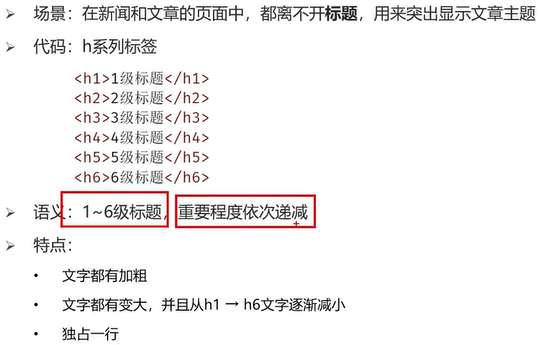 场景：在新闻和文章的页面中，都离不开标题，用来突出显示文章主题
代码：h系列标签
<h1>1级标题</h1>
<h2>2级标题</h2>
<h3>3级标题</h3>
<h4>4级标题</h4>
<h5>5级标题</h5>
<h6>6级标题</h6>
语义：1~6级标题，重要程度依次递减
特点：
文字都有加粗
文字都有变大，并且从h1 → h6文字逐渐减小
独占一行